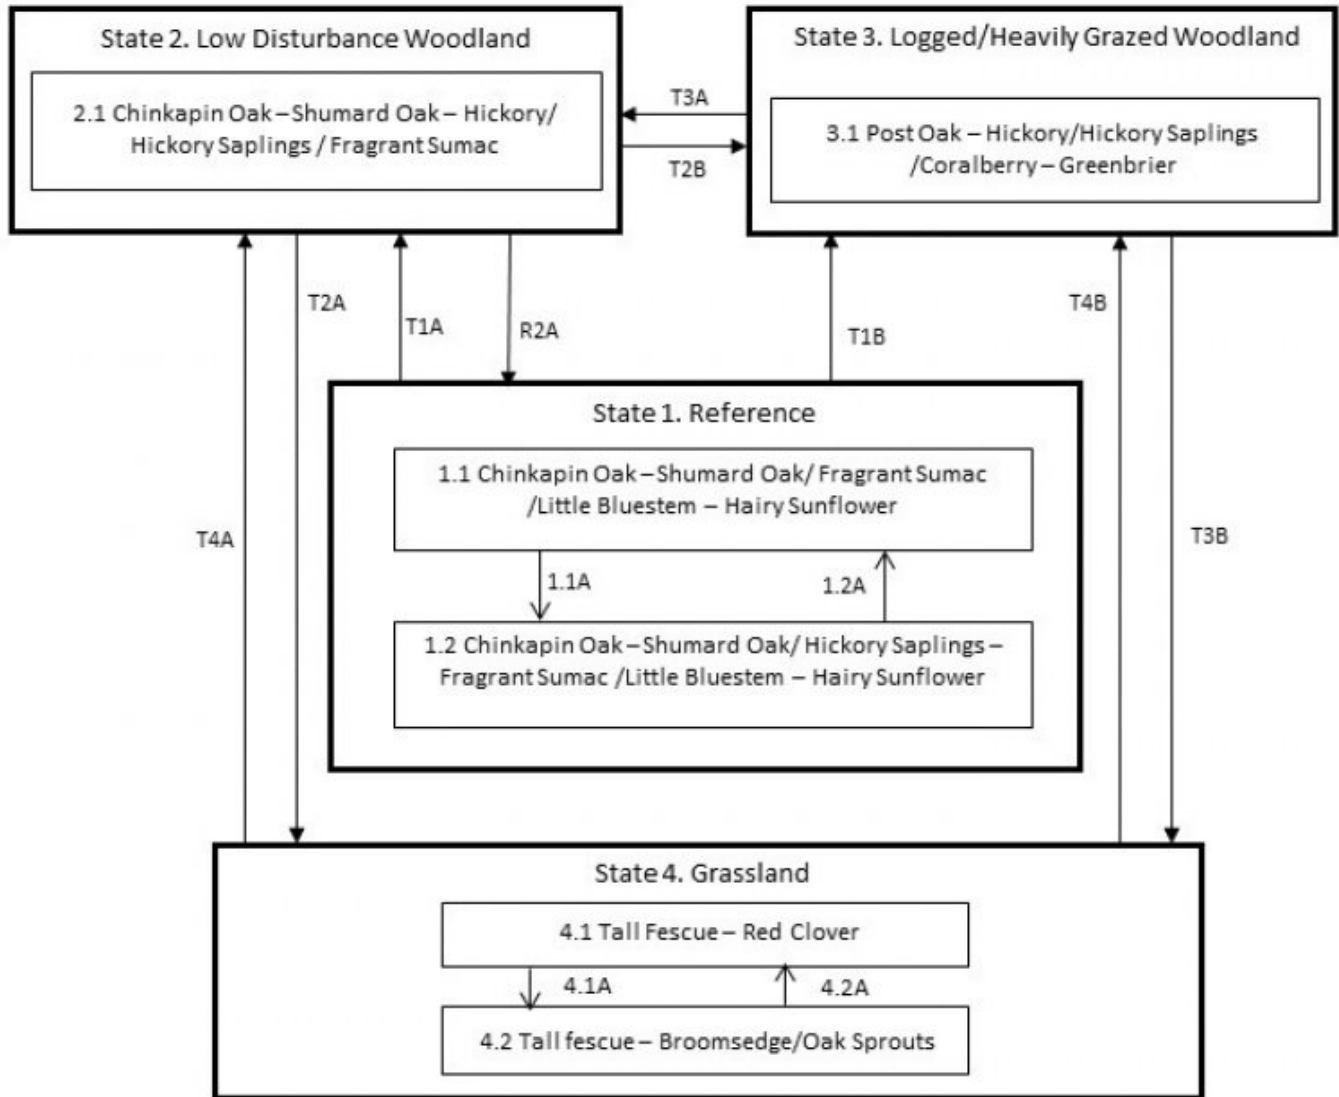 State 2. Low Disturbance Woodland
2.1 Chinkapin Oak – Shumard Oak – Hickory/
Hickory Saplings / Fragrant Sumac
State 3. Logged/Heavily Grazed Woodland
3.1 Post Oak – Hickory/Hickory Saplings
/Coralberry – Greenbrier
T3A
T2B
T2A
T1A
R2A
T1B
T4B
State 1. Reference
1.1 Chinkapin Oak – Shumard Oak/ Fragrant Sumac
/Little Bluestem – Hairy Sunflower
T4A
T3B
1.1A
1.2A
1.2 Chinkapin Oak – Shumard Oak/ Hickory Saplings –
Fragrant Sumac /Little Bluestem – Hairy Sunflower
State 4. Grassland
4.1 Tall Fescue – Red Clover
4.1A
4.2A
4.2 Tall fescue – Broomsedge/Oak Sprouts